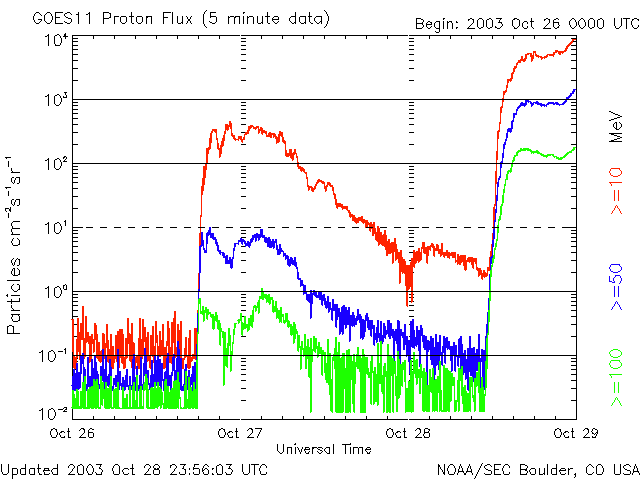 GOES11 Proton Flux (5 minute data)
Begin: 2003 Oct 26 0000 UTC
10⁴
10³
10²
10¹
10⁰
10⁻¹
10⁻²
Particles cm⁻²s⁻¹sr⁻¹
MeV
>=10
>=50
>=100
Oct 26
Oct 27
Oct 28
Oct 29
Universal Time
Updated 2003 Oct 28 23:56:03 UTC
NOAA/SEC Boulder, CO USA